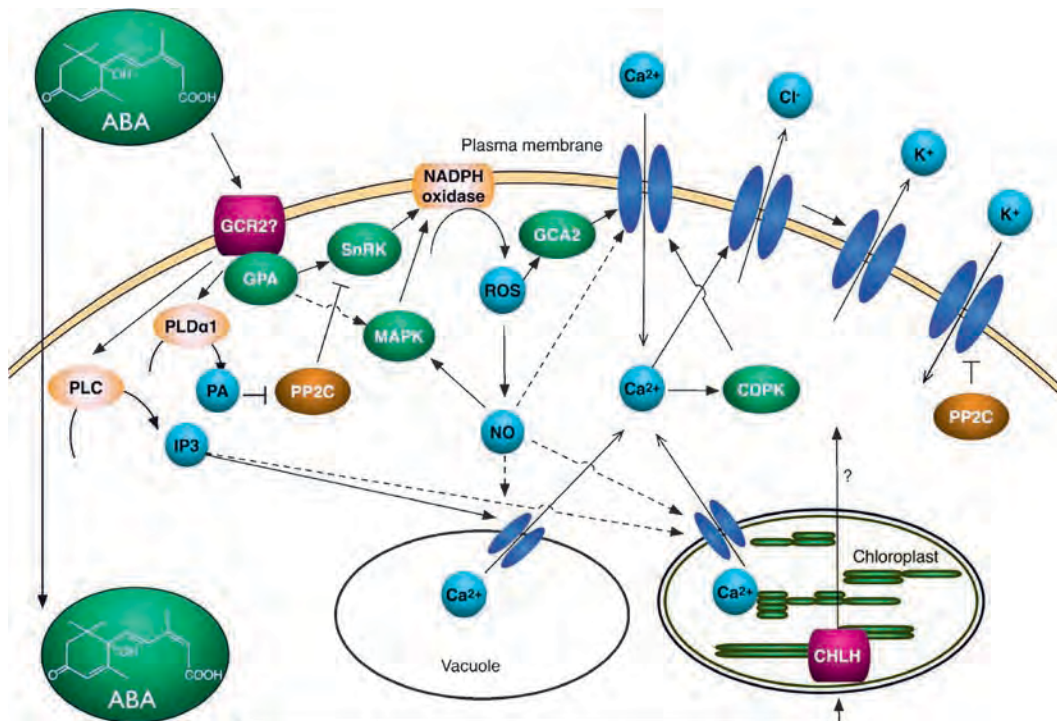 O
OH
COOH
ABA
Ca2+
Cl-
Plasma membrane
K+
NADPH
oxidase
K+
GCR2?
SnRK
GCA2
GPA
ROS
PLDα1
MAPK
PLC
PA
PP2C
Ca2+
CDPK
PP2C
IP3
NO
?
Chloroplast
Ca2+
Ca2+
O
OH
COOH
ABA
Vacuole
CHLH